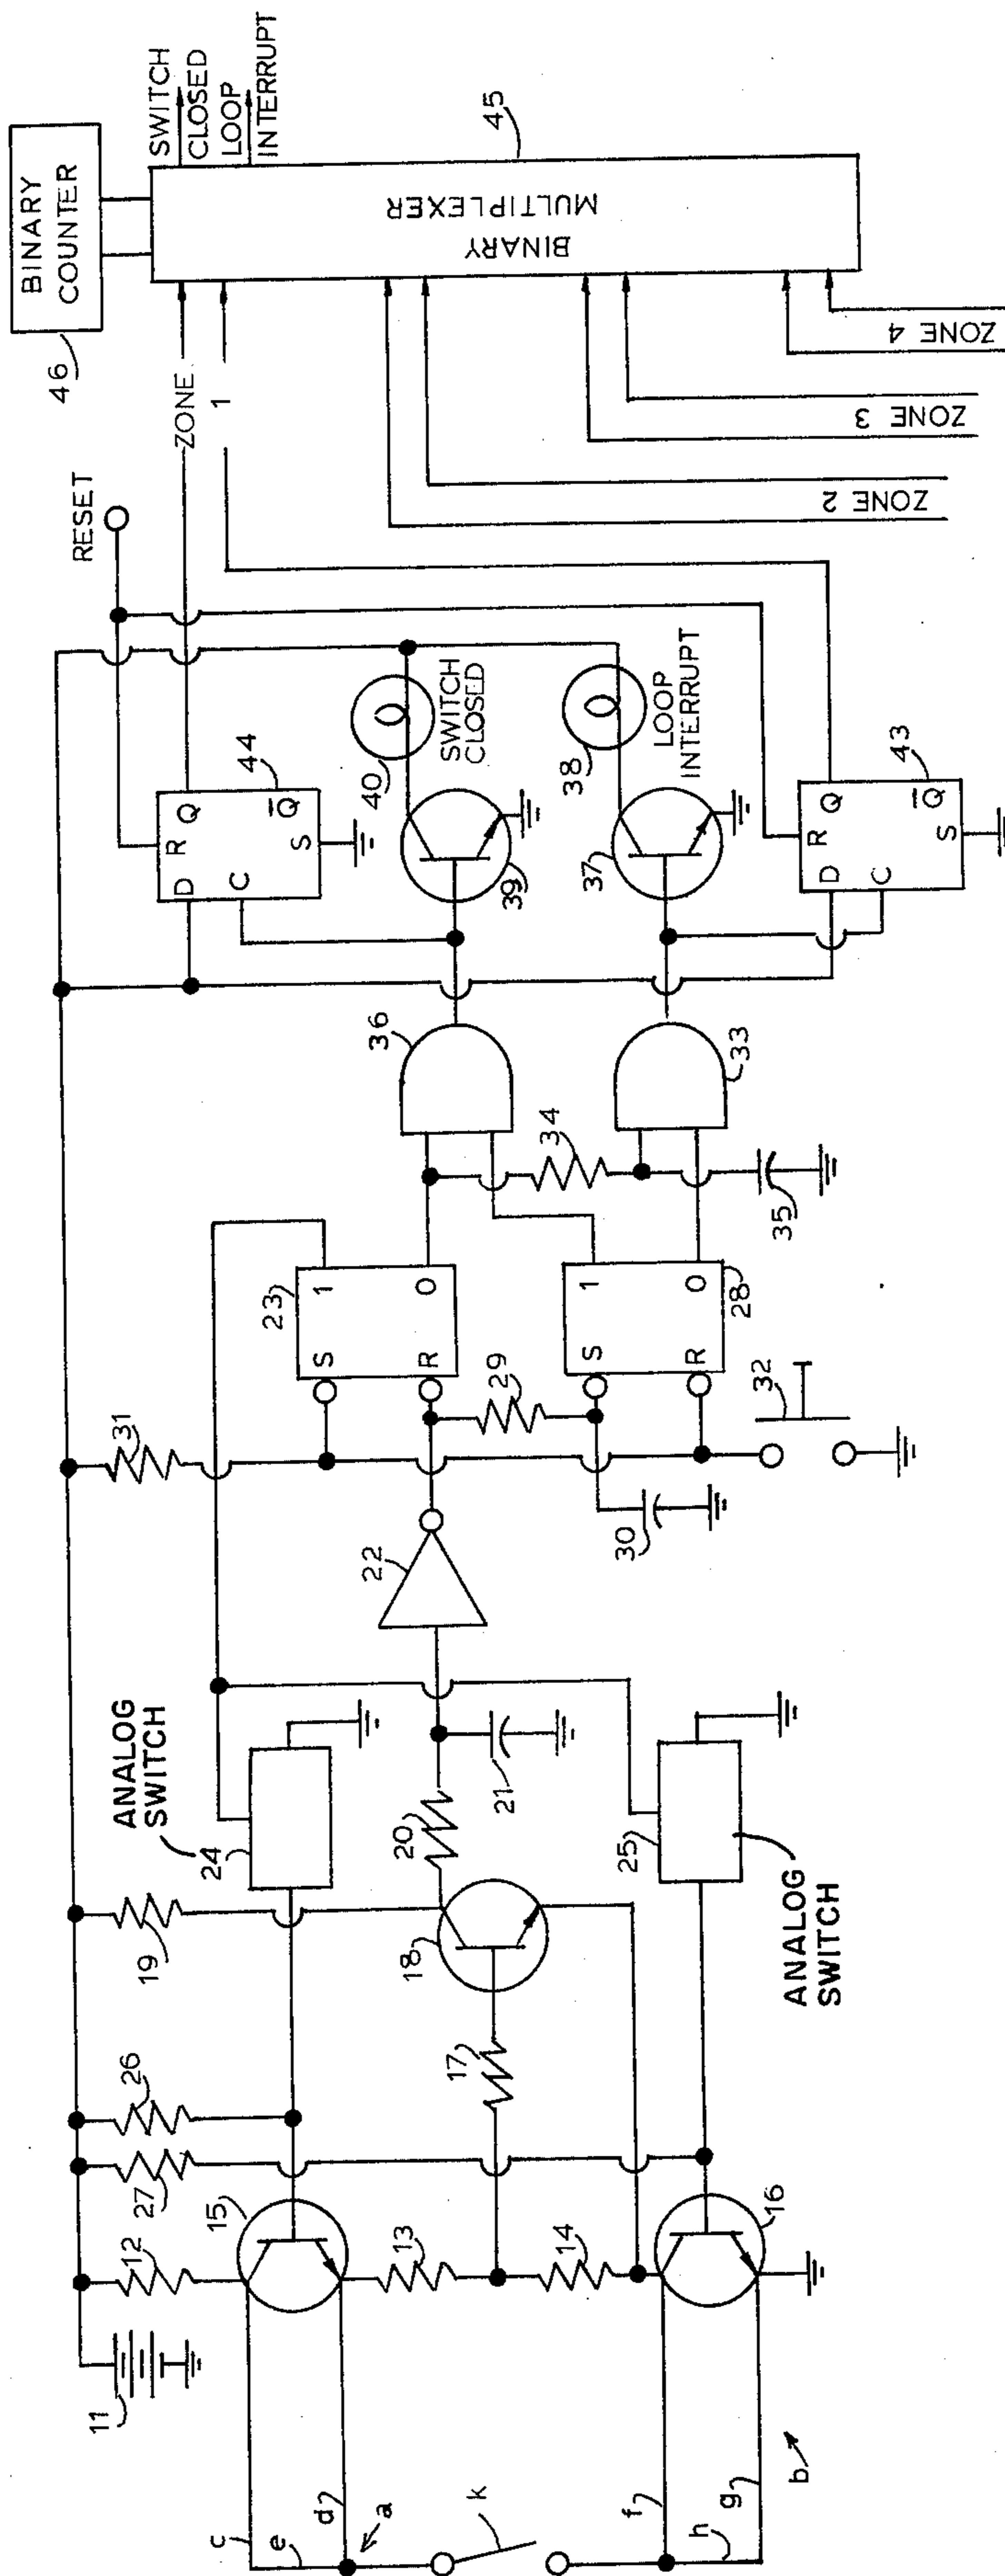 BINARY
COUNTER
46
SWITCH
CLOSED
LOOP
INTERRUPT
BINARY
MULTIPLEXER
45
ZONE
1
ZONE 2
ZONE 3
ZONE 4
RESET
44
D
R
Q
C
S
Q̅
40
SWITCH
CLOSED
39
38
LOOP
INTERRUPT
37
43
D
R
Q
C
S
Q̅
36
34
33
35
23
S
1
R
0
29
28
S
1
R
0
32
31
30
22
ANALOG
SWITCH
24
20
21
25
ANALOG
SWITCH
19
18
17
26
27
15
12
13
14
16
11
c
e
d
a
k
f
h
g
b